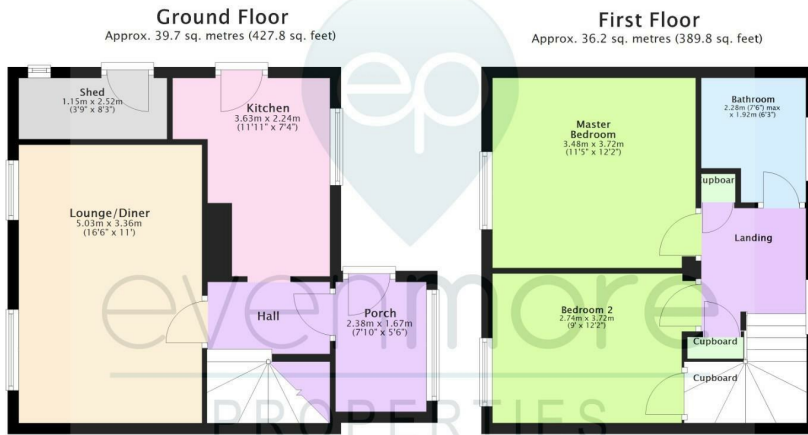 Ground Floor
Approx. 39.7 sq. metres (427.8 sq. feet)
Shed
1.15m x 2.52m
(3'9" x 8'3")
Kitchen
3.63m x 2.24m
(11'11" x 7'4")
Lounge/Diner
5.03m x 3.36m
(16'6" x 11')
Hall
Porch
2.38m x 1.67m
(7'10" x 5'6")
First Floor
Approx. 36.2 sq. metres (389.8 sq. feet)
Master
Bedroom
3.48m x 3.72m
(11'5" x 12'2")
Bathroom
2.28m (7'6") max
x 1.92m (6'3")
upboar
Landing
Bedroom 2
2.74m x 3.72m
(9' x 12'2")
Cupboard
Cupboard
ep
evenmore
PROPERTIES